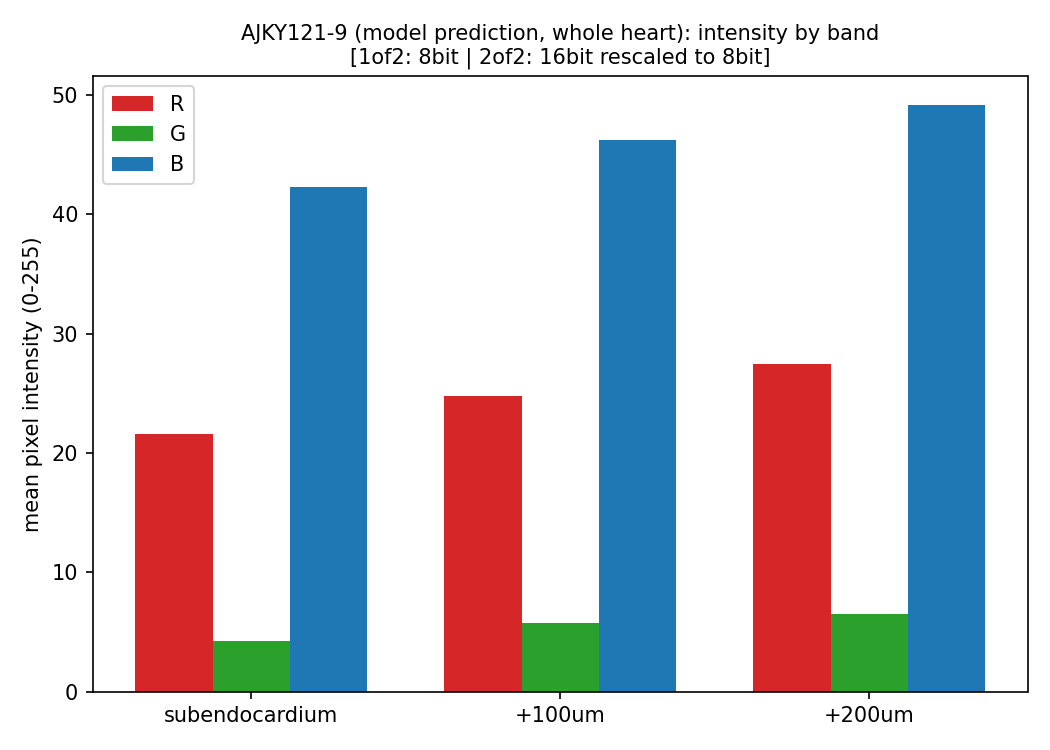 AJKY121-9 (model prediction, whole heart): intensity by band
[1of2: 8bit | 2of2: 16bit rescaled to 8bit]
R
G
B
mean pixel intensity (0-255)
50
40
30
20
10
0
subendocardium
+100um
+200um